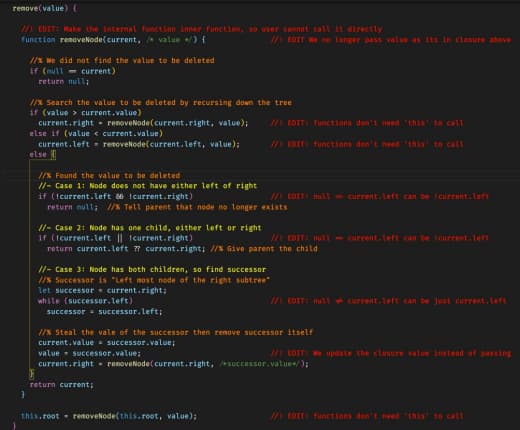 remove(value) {
//! EDIT: Make the internal function inner function, so user cannot call it directly
function removeNode(current, /* value */) { //! EDIT We no longer pass value as its in closure above
//% We did not find the value to be deleted
if (null == current)
return null;
//% Search the value to be deleted by recursing down the tree
if (value > current.value)
current.right = removeNode(current.right, value); //! EDIT: functions don't need 'this' to call
else if (value < current.value)
current.left = removeNode(current.left, value); //! EDIT: functions don't need 'this' to call
else {
//% Found the value to be deleted
//~ Case 1: Node does not have either left of right
if (!current.left && !current.right) //! EDIT: null == current.left can be !current.left
return null; //% Tell parent that node no longer exists
//~ Case 2: Node has one child, either left or right
if (!current.left || !current.right) //! EDIT: null == current.left can be !current.left
return current.left ?? current.right; //% Give parent the child
//~ Case 3: Node has both children, so find successor
//% Successor is "Left most node of the right subtree"
let successor = current.right;
while (successor.left) //! EDIT: null != current.left can be just current.left
successor = successor.left;
//% Steal the vale of the successor then remove successor itself
current.value = successor.value;
value = successor.value; //! EDIT: We update the closure value instead of passing
current.right = removeNode(current.right, /*successor.value*/);
}
return current;
}
this.root = removeNode(this.root, value); //! EDIT: functions don't need 'this' to call
}